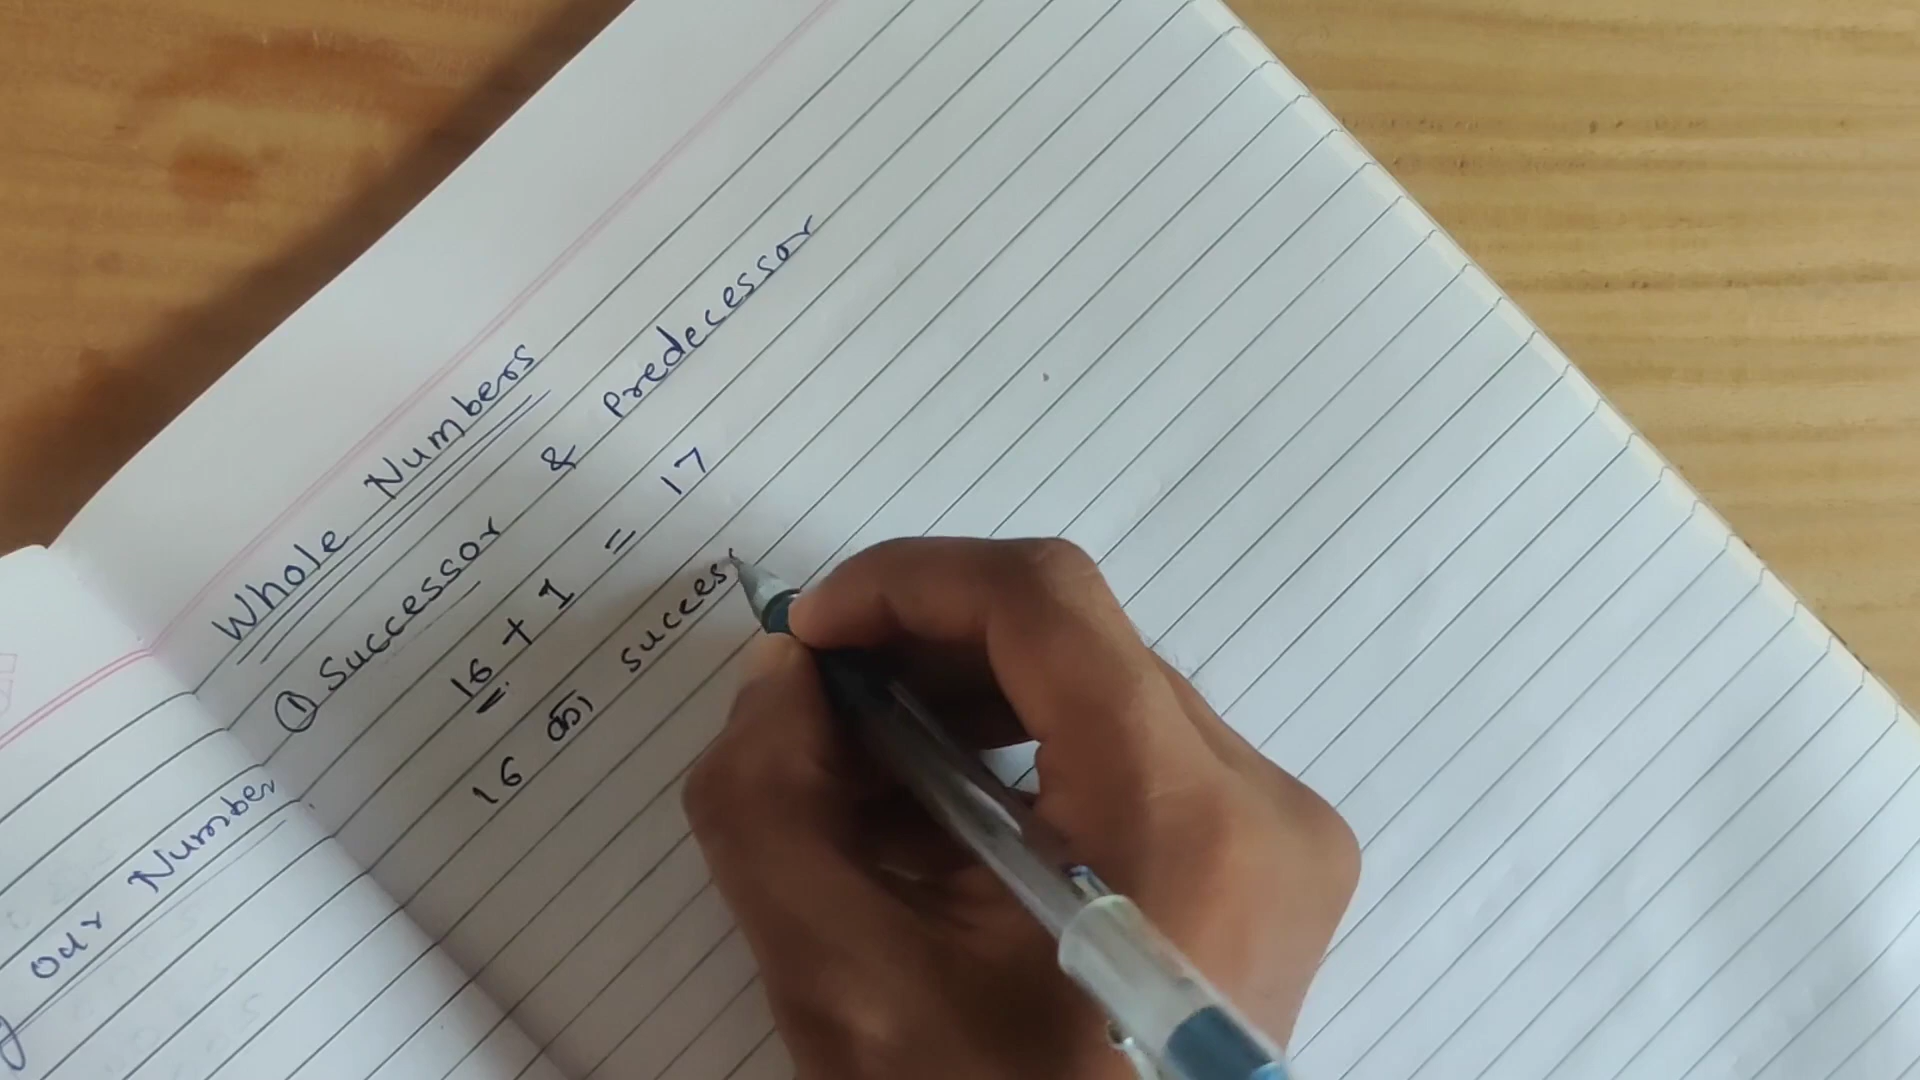 Whole Numbers
① Successor & Predecessor
16 + 1 = 17
16 का success
our Number